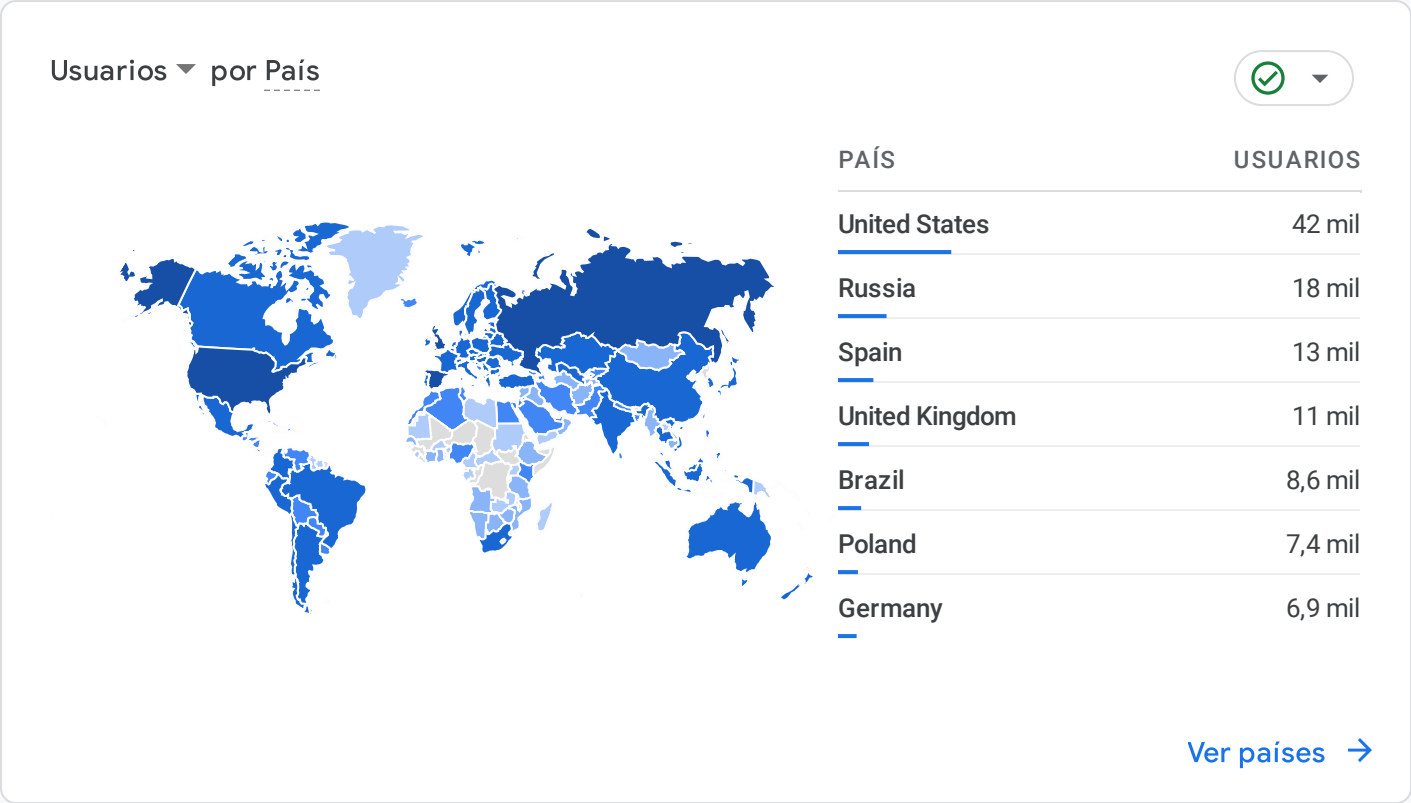 Usuarios por País
PAÍS USUARIOS
United States 42 mil
Russia 18 mil
Spain 13 mil
United Kingdom 11 mil
Brazil 8,6 mil
Poland 7,4 mil
Germany 6,9 mil
Ver países